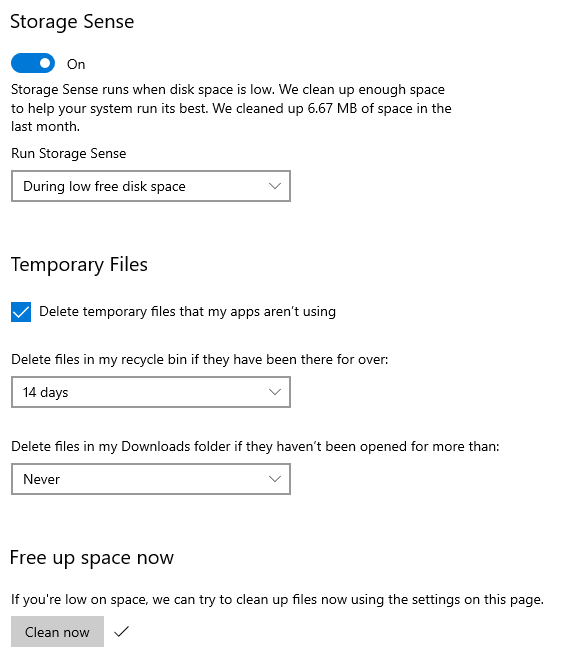 Storage Sense
On
Storage Sense runs when disk space is low. We clean up enough space
to help your system run its best. We cleaned up 6.67 MB of space in the
last month.
Run Storage Sense
During low free disk space
Temporary Files
Delete temporary files that my apps aren't using
Delete files in my recycle bin if they have been there for over:
14 days
Delete files in my Downloads folder if they haven't been opened for more than:
Never
Free up space now
If you're low on space, we can try to clean up files now using the settings on this page.
Clean now